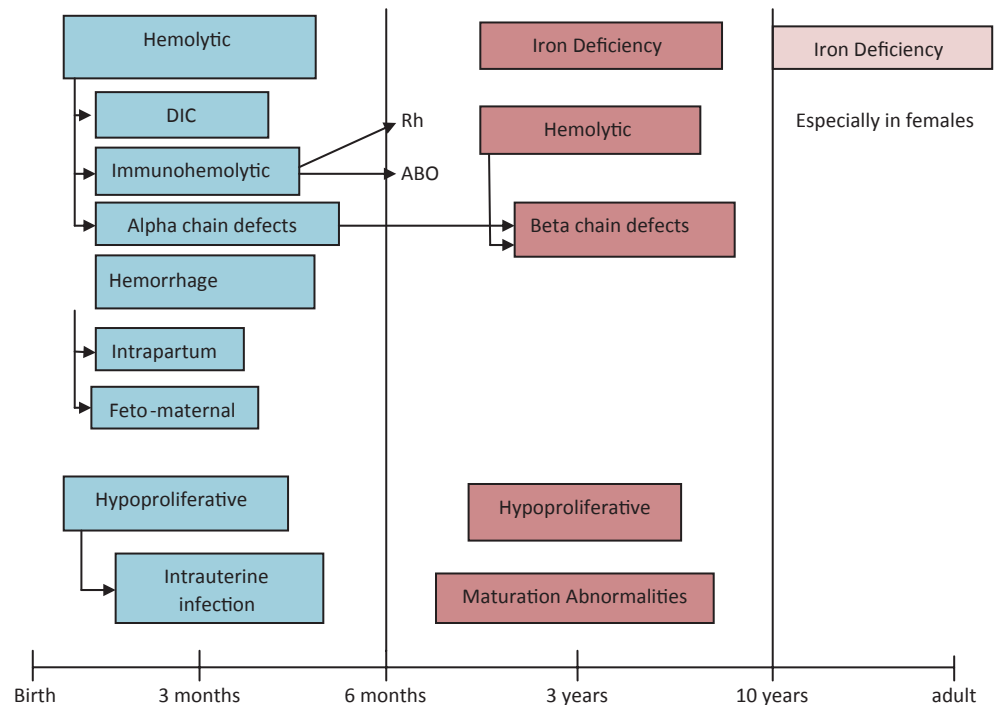 Hemolytic
DIC
Immunohemolytic
Alpha chain defects
Hemorrhage
Intrapartum
Feto-maternal
Hypoproliferative
Intrauterine
infection
Rh
ABO
Iron Deficiency
Hemolytic
Beta chain defects
Hypoproliferative
Maturation Abnormalities
Iron Deficiency
Especially in females
Birth
3 months
6 months
3 years
10 years
adult